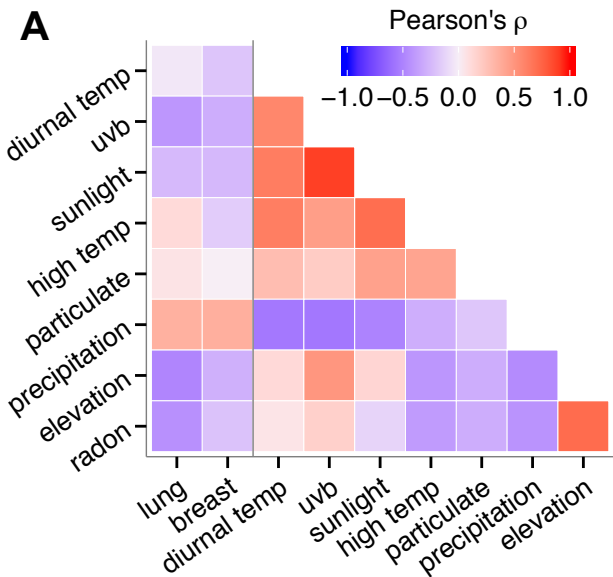 A
Pearson's ρ
−1.0 −0.5 0.0 0.5 1.0
diurnal temp
uvb
sunlight
high temp
particulate
precipitation
elevation
radon
lung
breast
diurnal temp
uvb
sunlight
high temp
particulate
precipitation
elevation